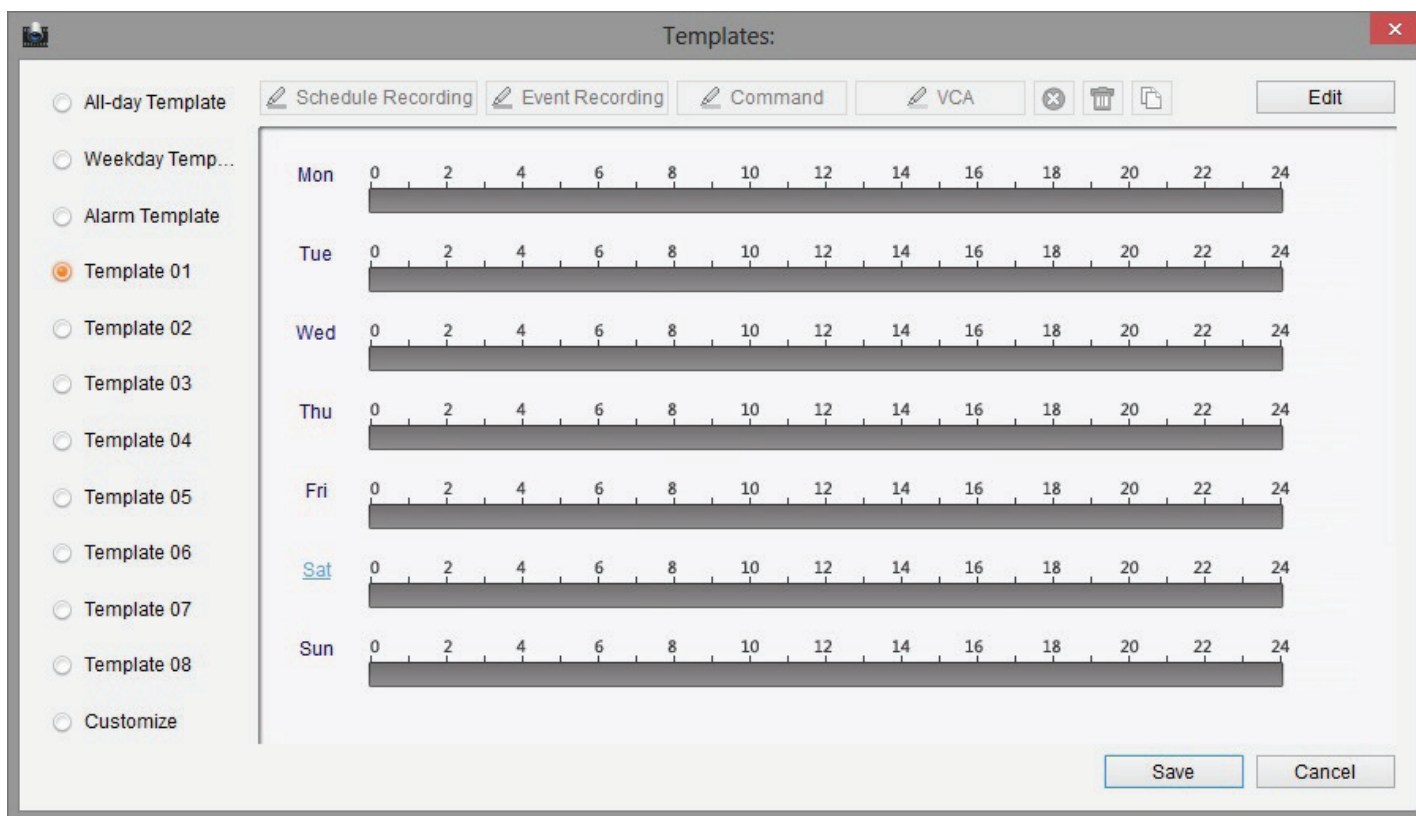 Templates:
All-day Template
Weekday Temp...
Alarm Template
Template 01
Template 02
Template 03
Template 04
Template 05
Template 06
Template 07
Template 08
Customize
Schedule Recording Event Recording Command VCA Edit
Mon 0 2 4 6 8 10 12 14 16 18 20 22 24
Tue 0 2 4 6 8 10 12 14 16 18 20 22 24
Wed 0 2 4 6 8 10 12 14 16 18 20 22 24
Thu 0 2 4 6 8 10 12 14 16 18 20 22 24
Fri 0 2 4 6 8 10 12 14 16 18 20 22 24
Sat 0 2 4 6 8 10 12 14 16 18 20 22 24
Sun 0 2 4 6 8 10 12 14 16 18 20 22 24
Save Cancel